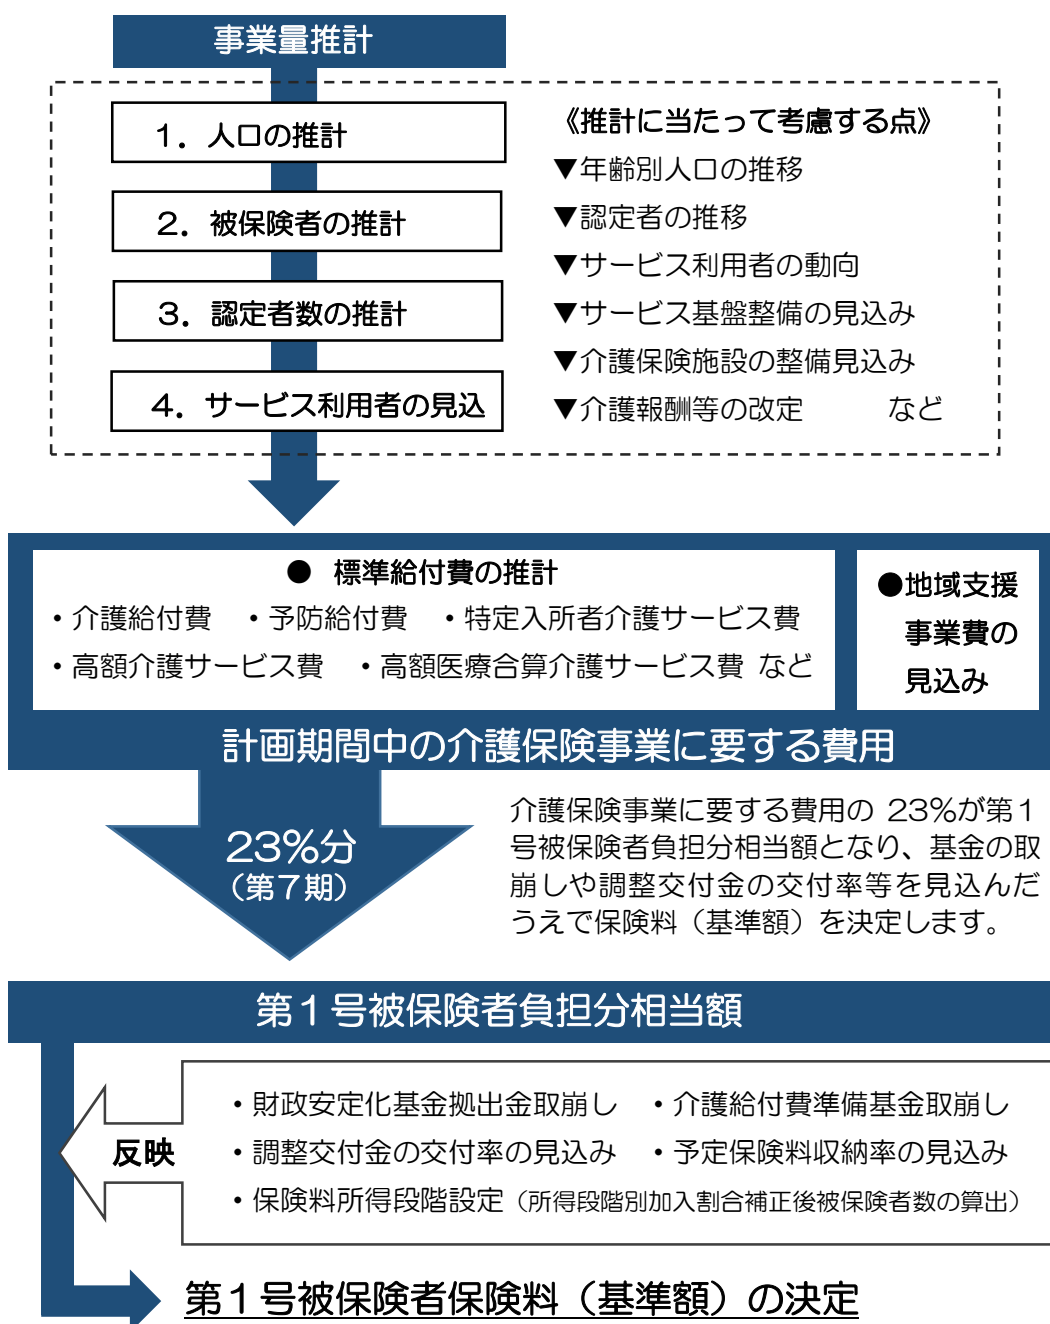 事業量推計
１．人口の推計
２．被保険者の推計
３．認定者数の推計
４．サービス利用者の見込
《推計に当たって考慮する点》
▼年齢別人口の推移
▼認定者の推移
▼サービス利用者の動向
▼サービス基盤整備の見込み
▼介護保険施設の整備見込み
▼介護報酬等の改定　　　など
●　標準給付費の推計
・介護給付費　・予防給付費　・特定入所者介護サービス費
・高額介護サービス費　・高額医療合算介護サービス費 など
●地域支援
事業費の
見込み
計画期間中の介護保険事業に要する費用
23%分
（第７期）
介護保険事業に要する費用の 23%が第１
号被保険者負担分相当額となり、基金の取
崩しや調整交付金の交付率等を見込んだ
うえで保険料（基準額）を決定します。
第１号被保険者負担分相当額
反映
・財政安定化基金拠出金取崩し　・介護給付費準備基金取崩し
・調整交付金の交付率の見込み　・予定保険料収納率の見込み
・保険料所得段階設定（所得段階別加入割合補正後被保険者数の算出）
第１号被保険者保険料（基準額）の決定